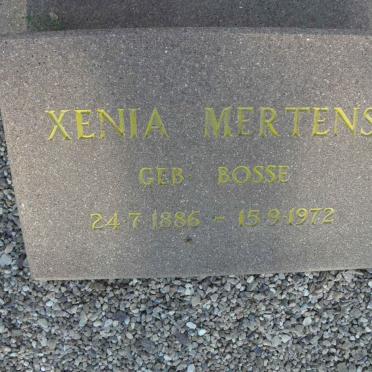 XENIA MERTENS
GEB BOSSE
24·7·1886 – 15·9·1972